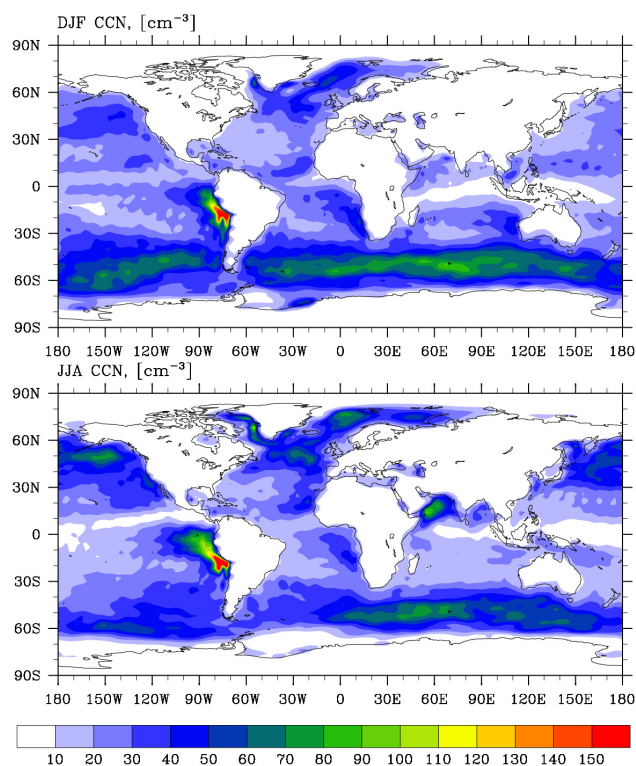 DJF CCN, [cm⁻³]
90N
60N
30N
0
30S
60S
90S
180 150W 120W 90W 60W 30W 0 30E 60E 90E 120E 150E 180
JJA CCN, [cm⁻³]
90N
60N
30N
0
30S
60S
90S
180 150W 120W 90W 60W 30W 0 30E 60E 90E 120E 150E 180
10 20 30 40 50 60 70 80 90 100 110 120 130 140 150